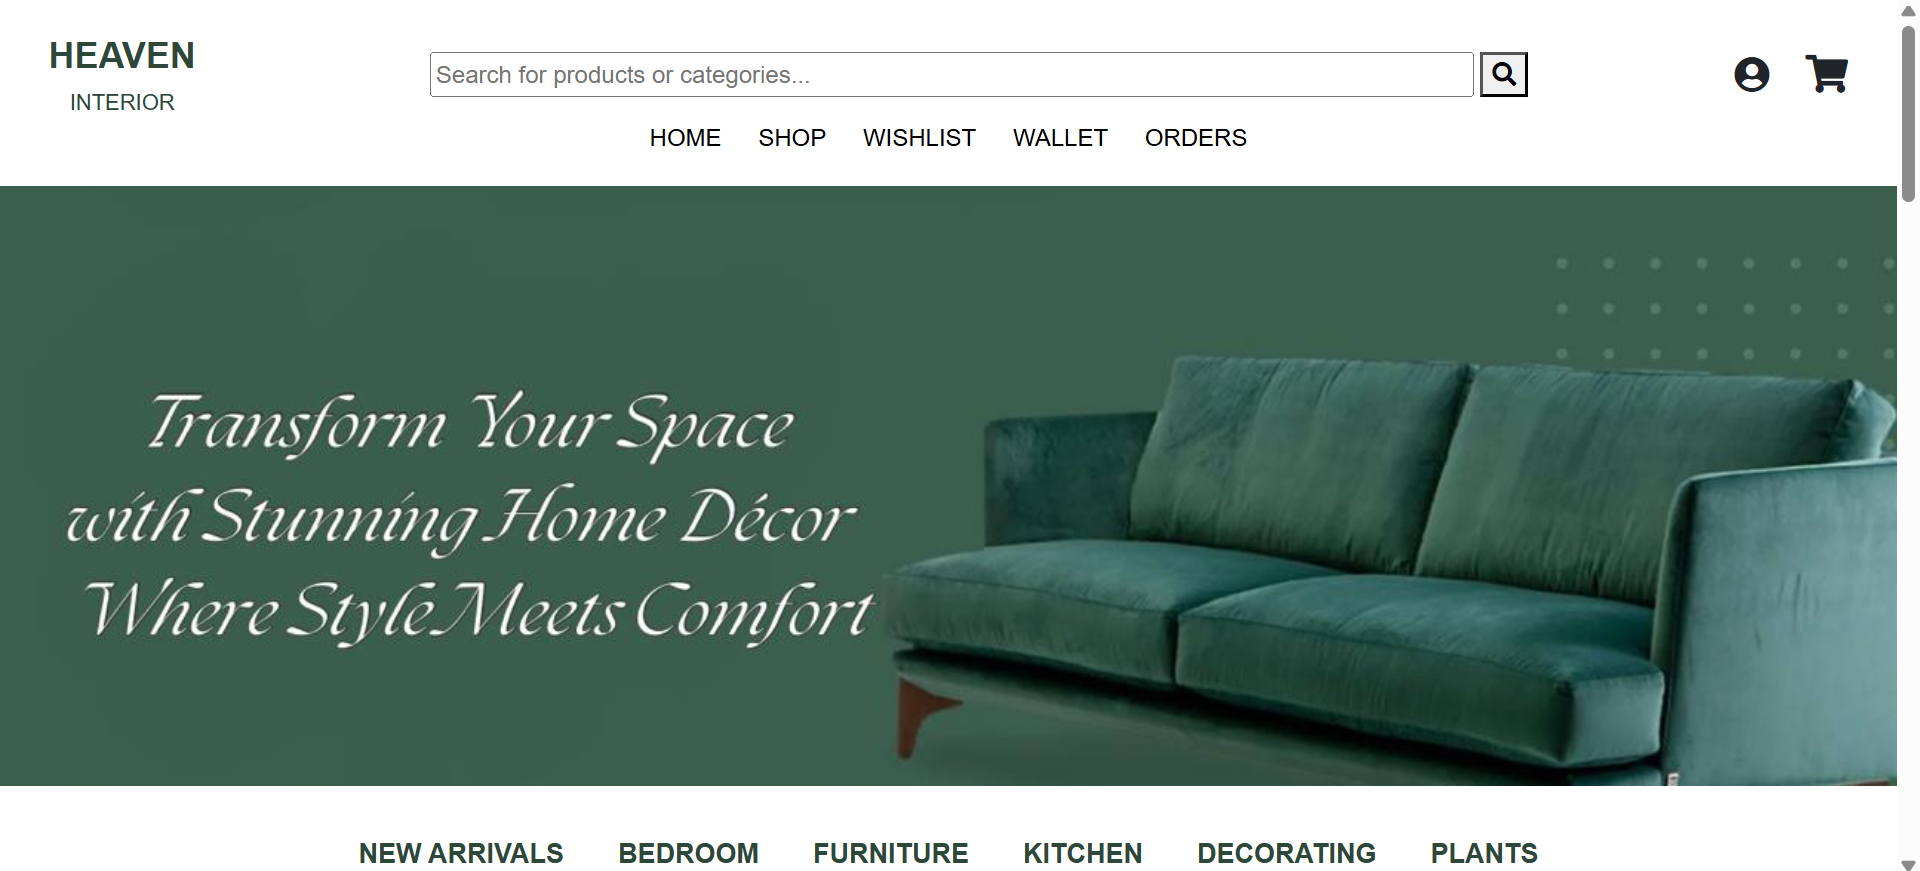 HEAVEN
INTERIOR
Search for products or categories...
HOME SHOP WISHLIST WALLET ORDERS
Transform Your Space
with Stunning Home Décor
Where Style Meets Comfort
NEW ARRIVALS BEDROOM FURNITURE KITCHEN DECORATING PLANTS